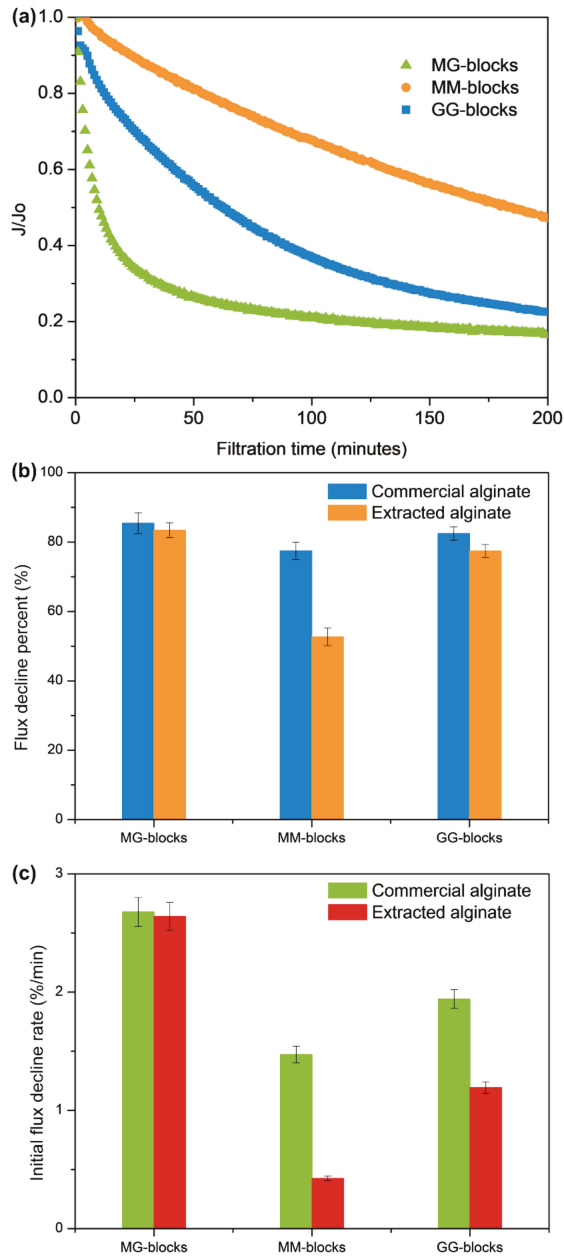 (a)
1.0
0.8
0.6
0.4
0.2
0.0
J/Jo
MG-blocks
MM-blocks
GG-blocks
0 50 100 150 200
Filtration time (minutes)
(b)
100
80
60
80
40
20
0
Flux decline percent (%)
Commercial alginate
Extracted alginate
MG-blocks MM-blocks GG-blocks
(c)
3
2
1
0
Initial flux decline rate (%/min)
Commercial alginate
Extracted alginate
MG-blocks MM-blocks GG-blocks